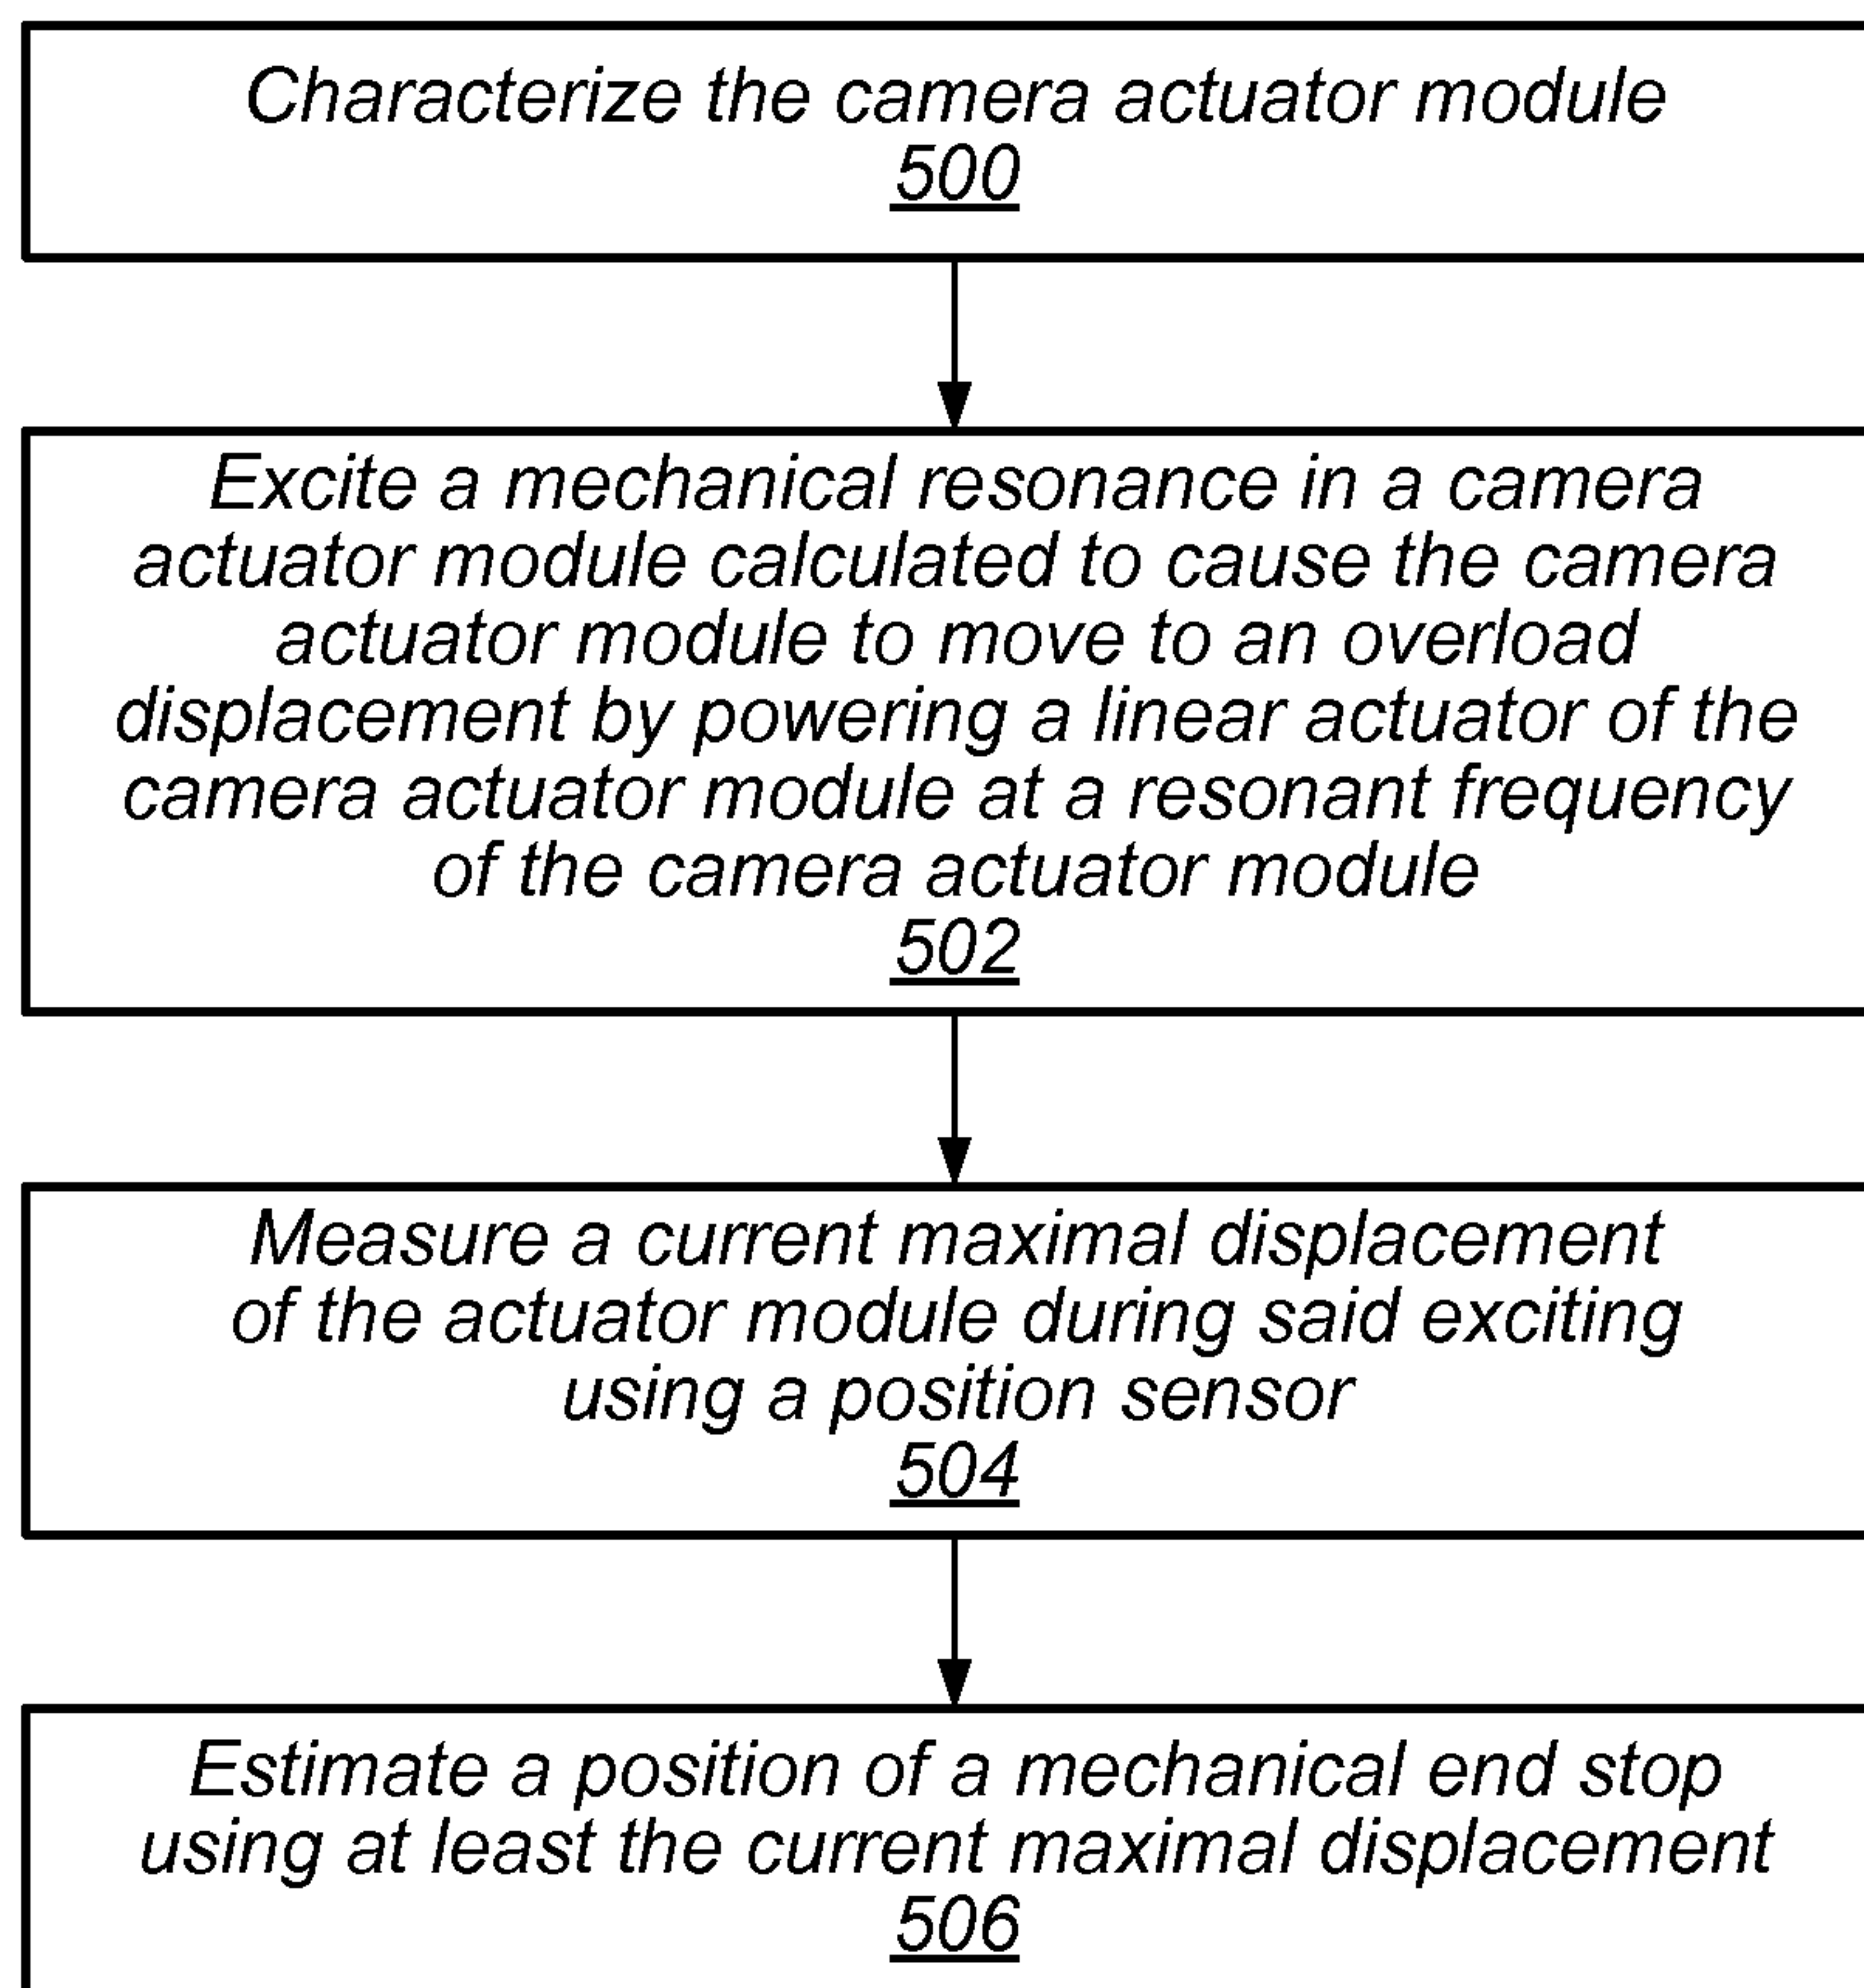 Characterize the camera actuator module
500
Excite a mechanical resonance in a camera
actuator module calculated to cause the camera
actuator module to move to an overload
displacement by powering a linear actuator of the
camera actuator module at a resonant frequency
of the camera actuator module
502
Measure a current maximal displacement
of the actuator module during said exciting
using a position sensor
504
Estimate a position of a mechanical end stop
using at least the current maximal displacement
506